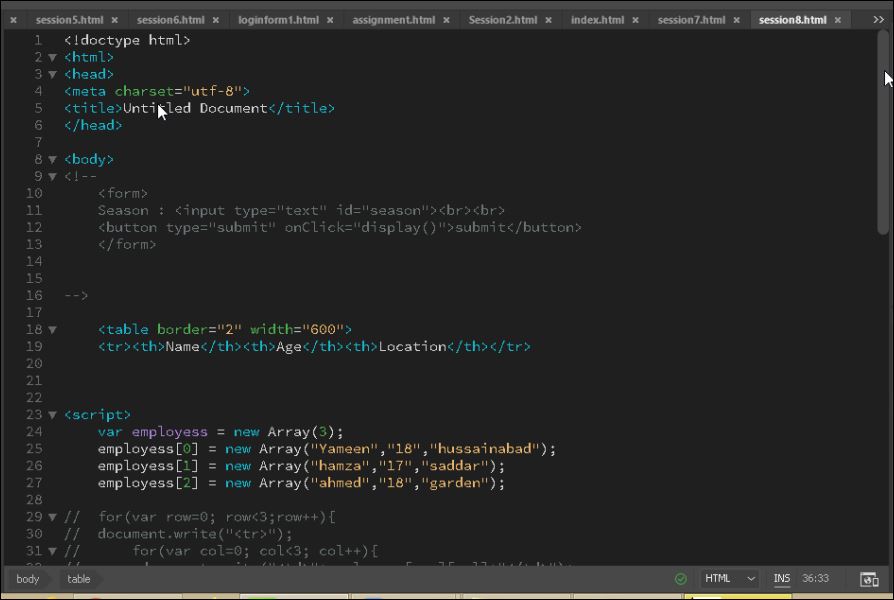 session5.html × session6.html × loginform1.html × assignment.html × Session2.html × index.html × session7.html × session8.html ×
1 <!doctype html>
2 <html>
3 <head>
4 <meta charset="utf-8">
5 <title>Untitled Document</title>
6 </head>
7
8 <body>
9 <!--
10 <form>
11 Season : <input type="text" id="season"><br><br>
12 <button type="submit" onClick="display()">submit</button>
13 </form>
14
15
16 -->
17
18 <table border="2" width="600">
19 <tr><th>Name</th><th>Age</th><th>Location</th></tr>
20
21
22
23 <script>
24 var employess = new Array(3);
25 employess[0] = new Array("Yameen","18","hussainabad");
26 employess[1] = new Array("hamza","17","saddar");
27 employess[2] = new Array("ahmed","18","garden");
28
29 // for(var row=0; row<3;row++){
30 // document.write("<tr>");
31 // for(var col=0; col<3; col++){
body table HTML INS 36:33